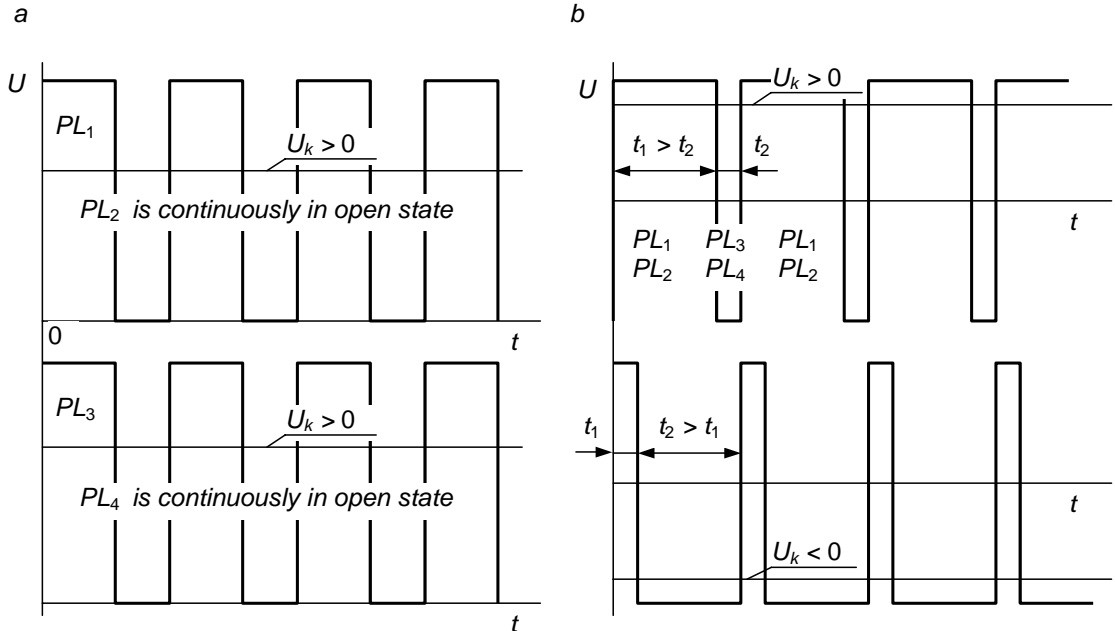 a
U
PL₁
Uₖ > 0
PL₂ is continuously in open state
0
t
PL₃
Uₖ > 0
PL₄ is continuously in open state
t
b
U
Uₖ > 0
t₁ > t₂ t₂
t
PL₁ PL₃ PL₁
PL₂ PL₄ PL₂
t₁ t₂ > t₁
t
Uₖ < 0